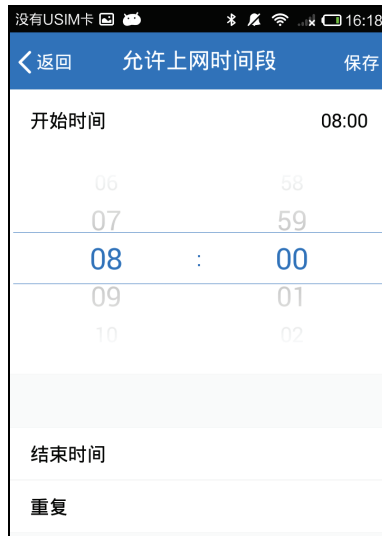 没有USIM卡 16:18
返回 允许上网时间段 保存
开始时间 08:00
06 58
07 59
08 : 00
09 01
10 02
结束时间
重复